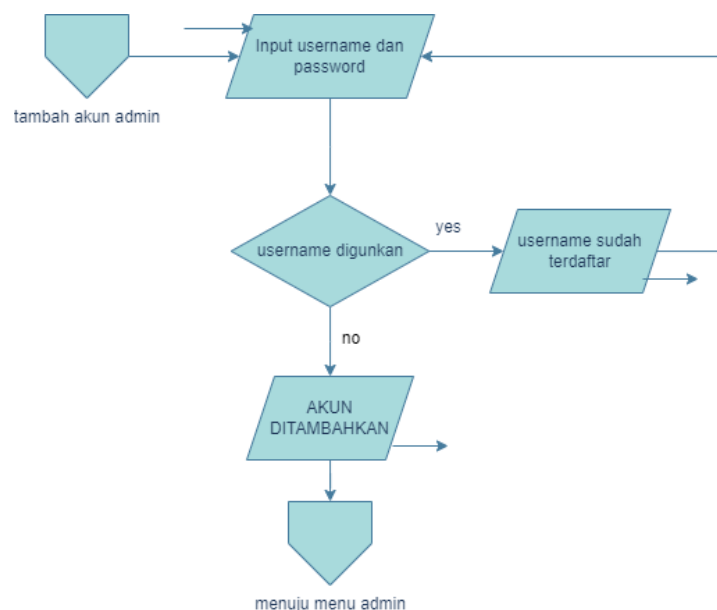 Input username dan
password
tambah akun admin
username digunkan
yes
username sudah
terdaftar
no
AKUN
DITAMBAHKAN
menuju menu admin